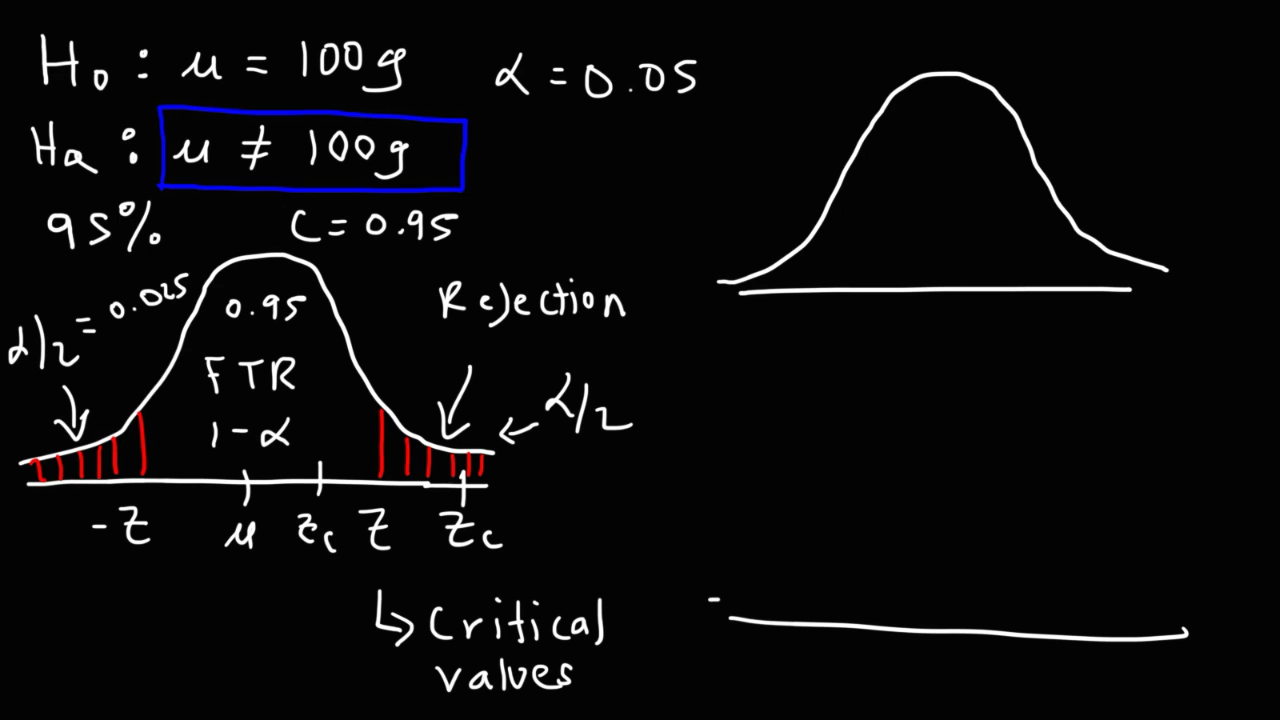 H₀ : μ = 100g
α = 0.05
Hₐ : μ ≠ 100g
95%
C = 0.95
α/2 = 0.025
0.95
Rejection
FTR
1-α
α/2
-Z μ Zc Z Zc
↳ Critical
values